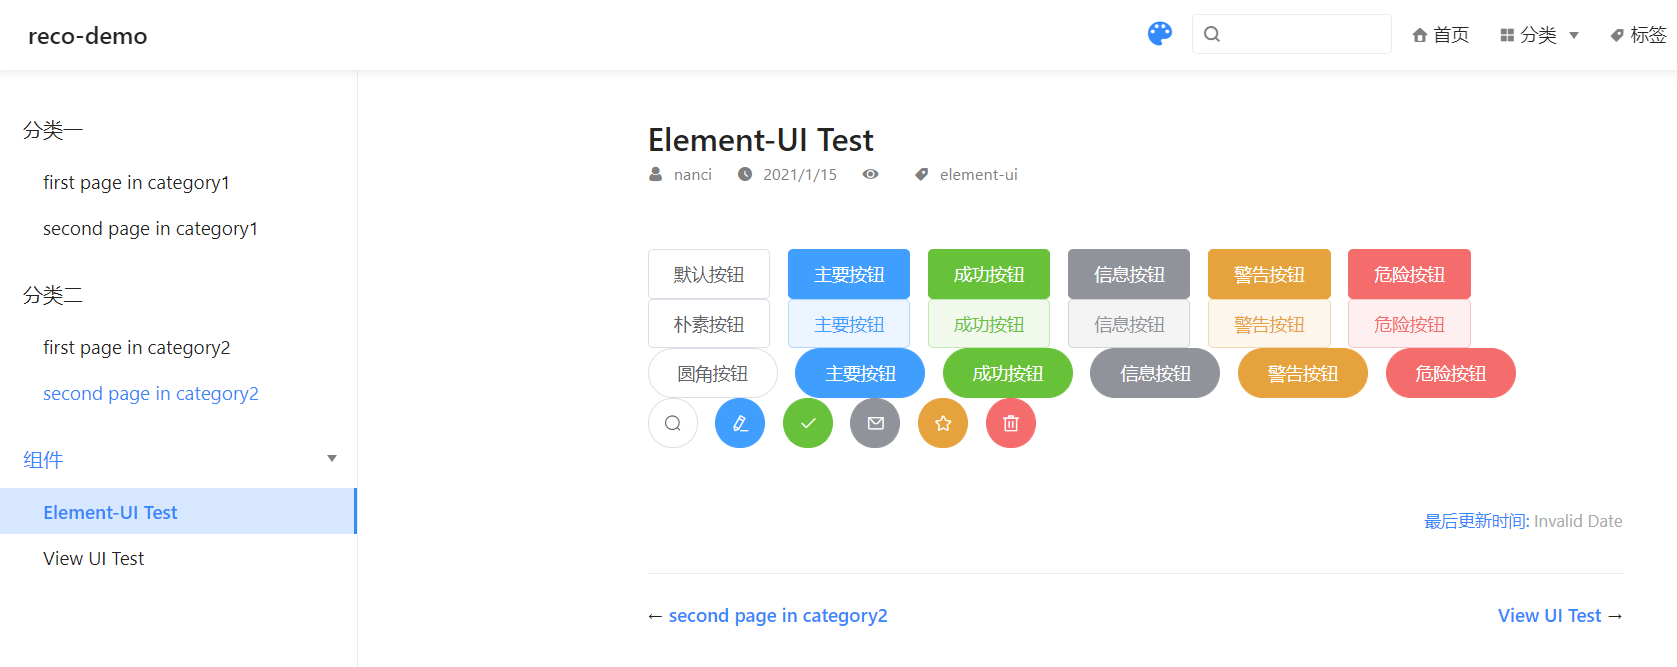 reco-demo
首页
分类
标签
分类一
first page in category1
second page in category1
分类二
first page in category2
second page in category2
组件
Element-UI Test
View UI Test
Element-UI Test
nanci 2021/1/15 element-ui
默认按钮 主要按钮 成功按钮 信息按钮 警告按钮 危险按钮
朴素按钮 主要按钮 成功按钮 信息按钮 警告按钮 危险按钮
圆角按钮 主要按钮 成功按钮 信息按钮 警告按钮 危险按钮
最后更新时间: Invalid Date
← second page in category2
View UI Test →